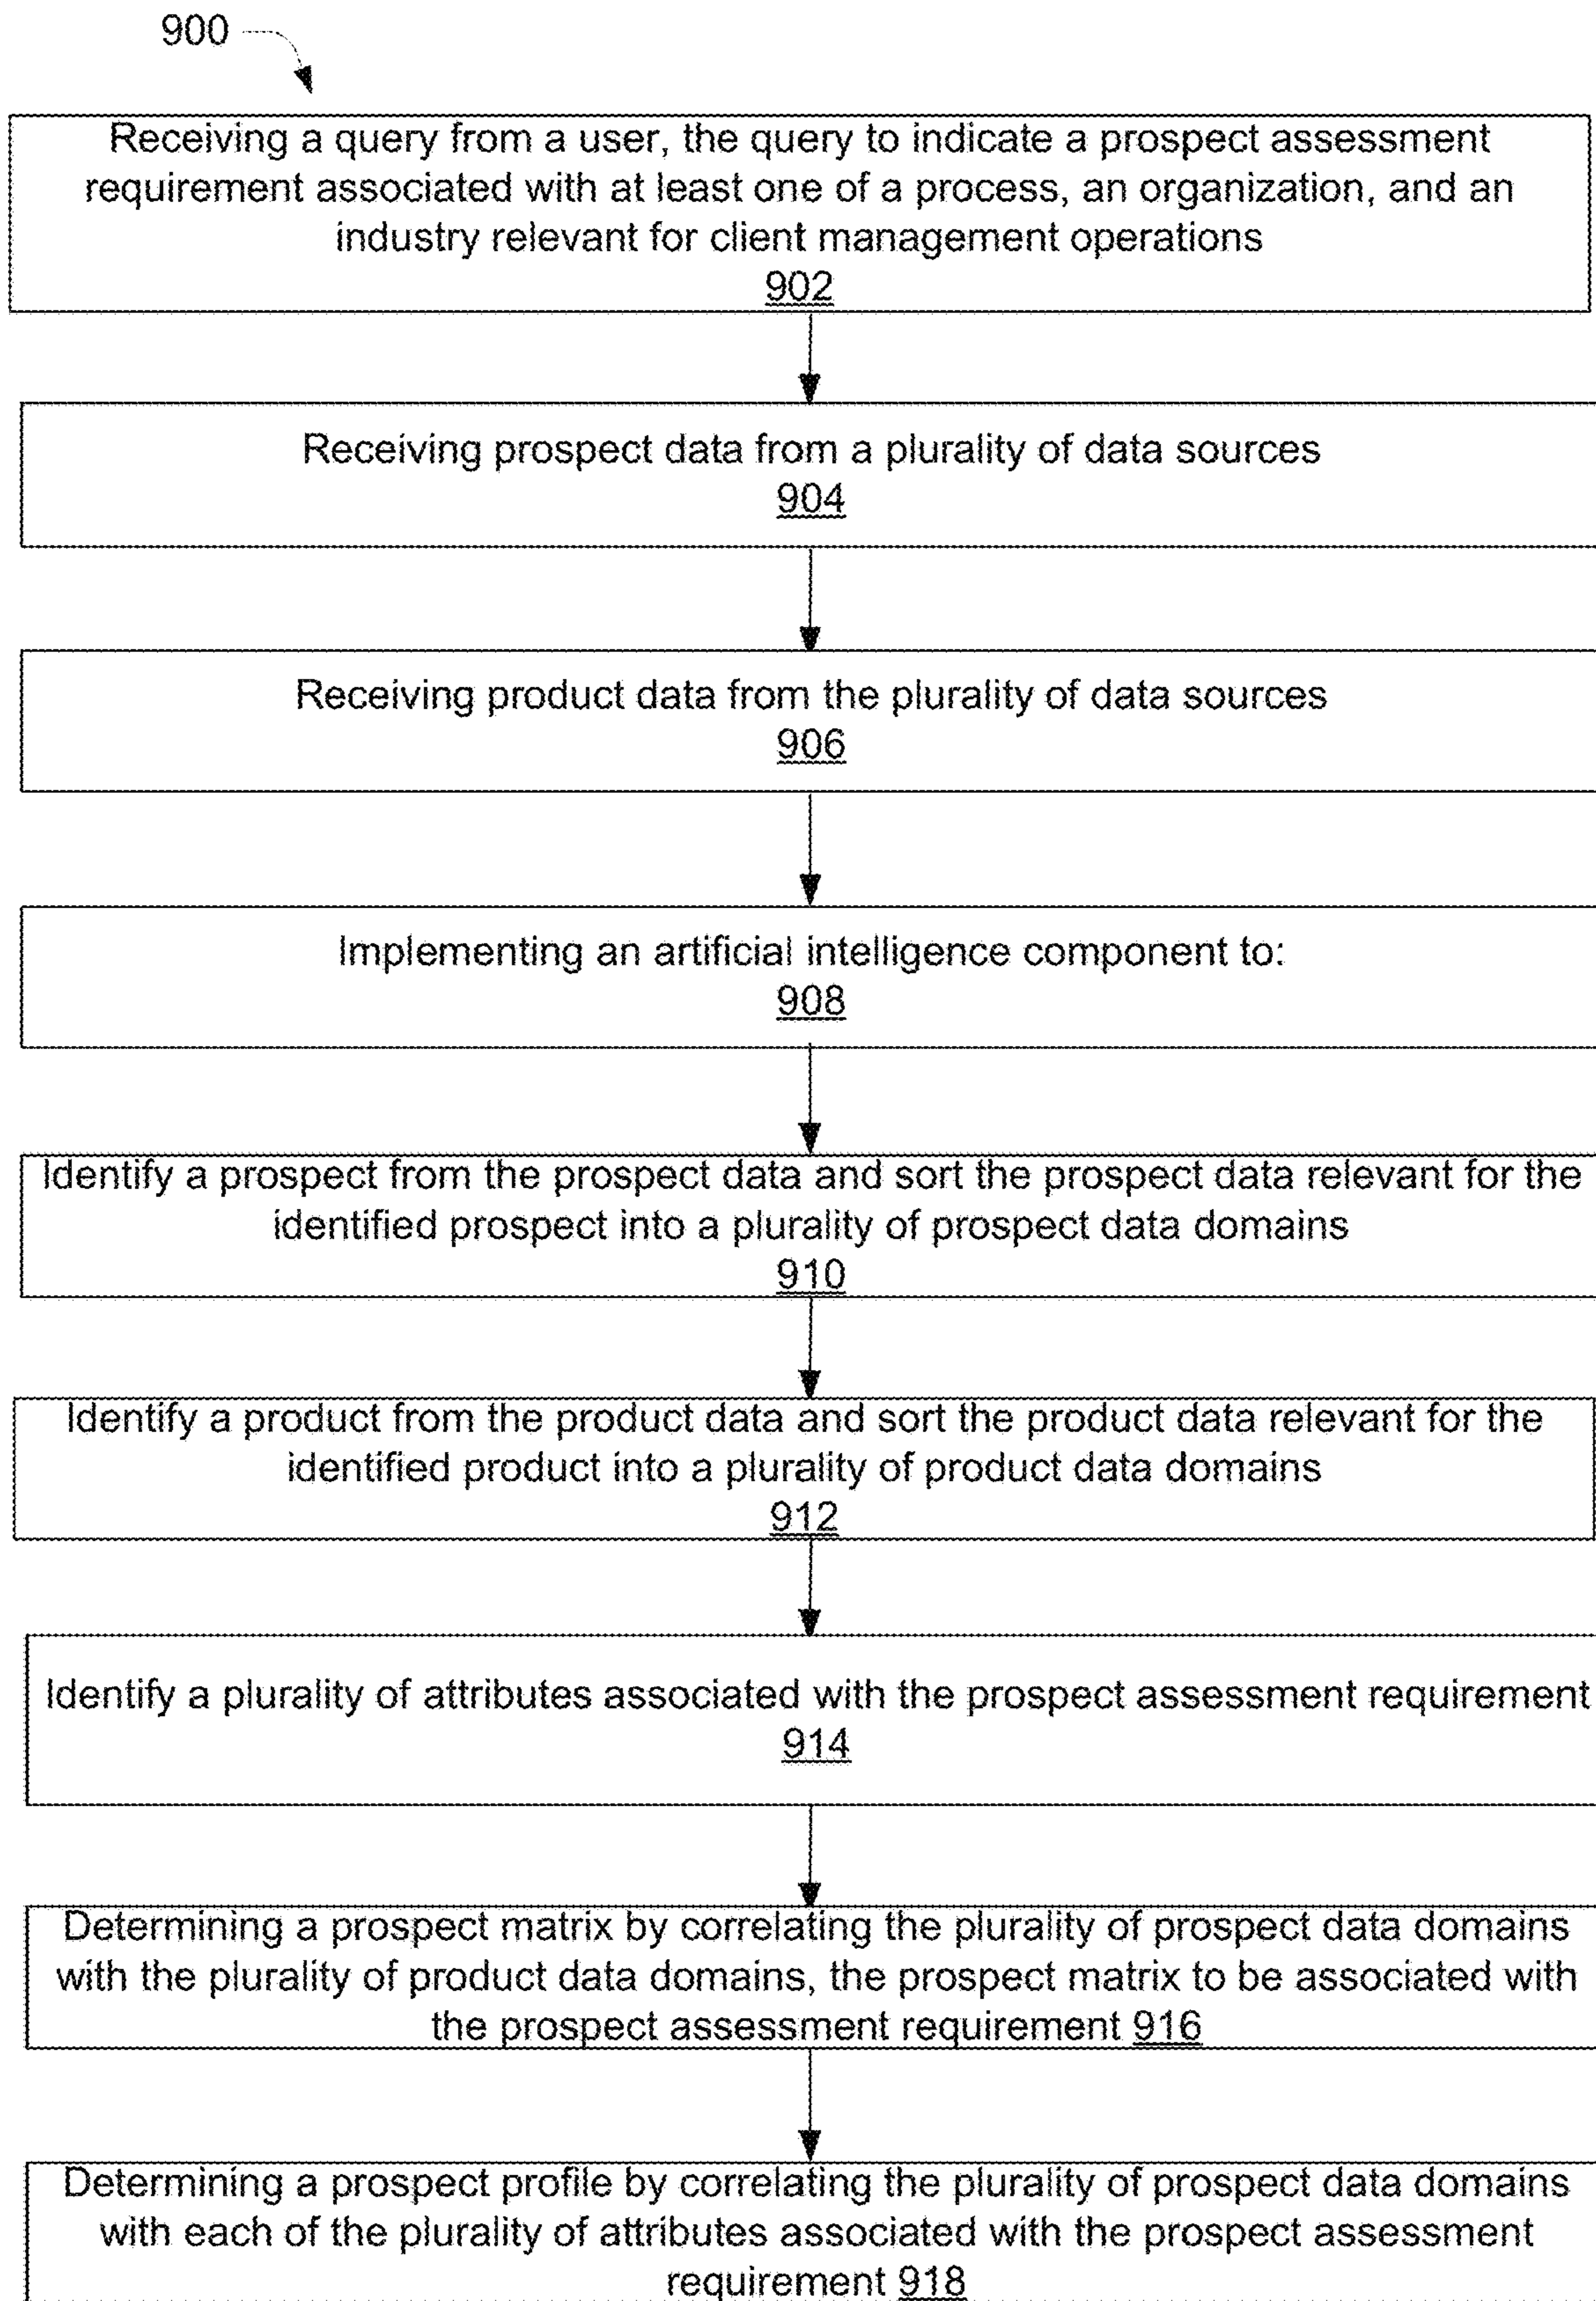 900
Receiving a query from a user, the query to indicate a prospect assessment
requirement associated with at least one of a process, an organization, and an
industry relevant for client management operations
902
Receiving prospect data from a plurality of data sources
904
Receiving product data from the plurality of data sources
906
Implementing an artificial intelligence component to:
908
Identify a prospect from the prospect data and sort the prospect data relevant for the
identified prospect into a plurality of prospect data domains
910
Identify a product from the product data and sort the product data relevant for the
identified product into a plurality of product data domains
912
Identify a plurality of attributes associated with the prospect assessment requirement
914
Determining a prospect matrix by correlating the plurality of prospect data domains
with the plurality of product data domains, the prospect matrix to be associated with
the prospect assessment requirement 916
Determining a prospect profile by correlating the plurality of prospect data domains
with each of the plurality of attributes associated with the prospect assessment
requirement 918